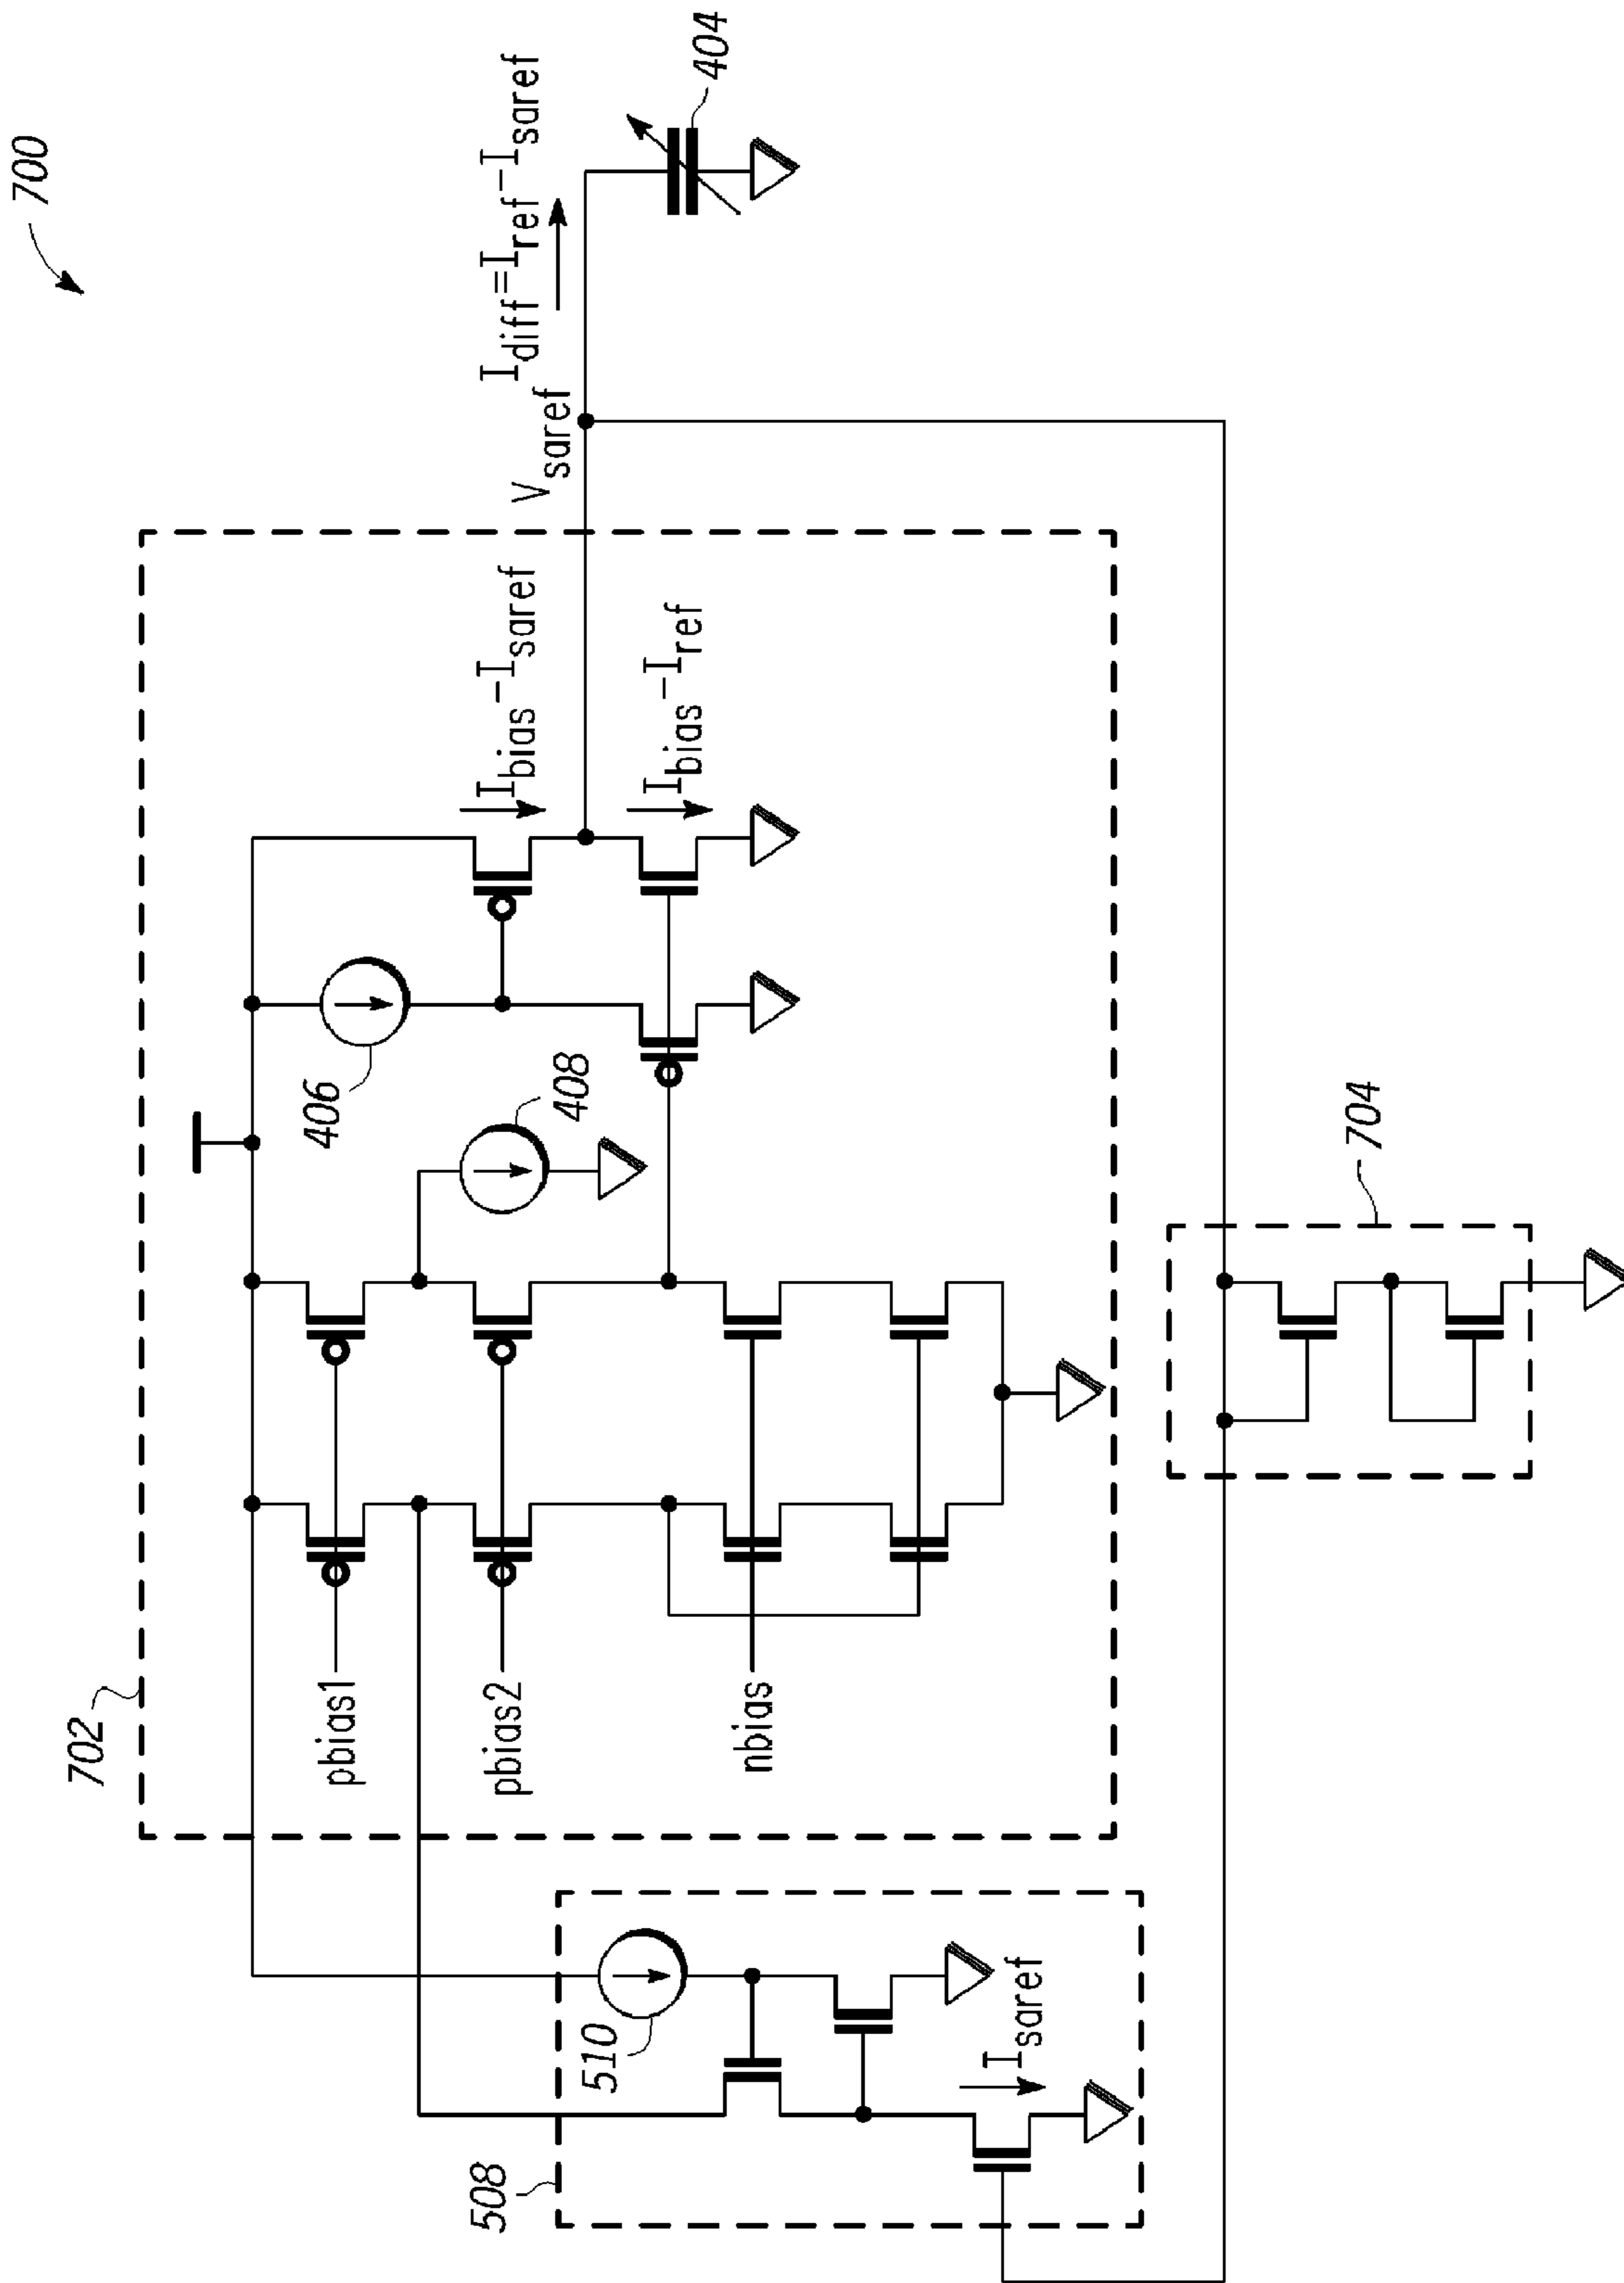 700
702
pbias1
pbias2
nbias
406
408
I_bias-I_saref
I_bias-I_ref
V_saref
I_diff=I_ref-I_saref
404
508
510
I_saref
704